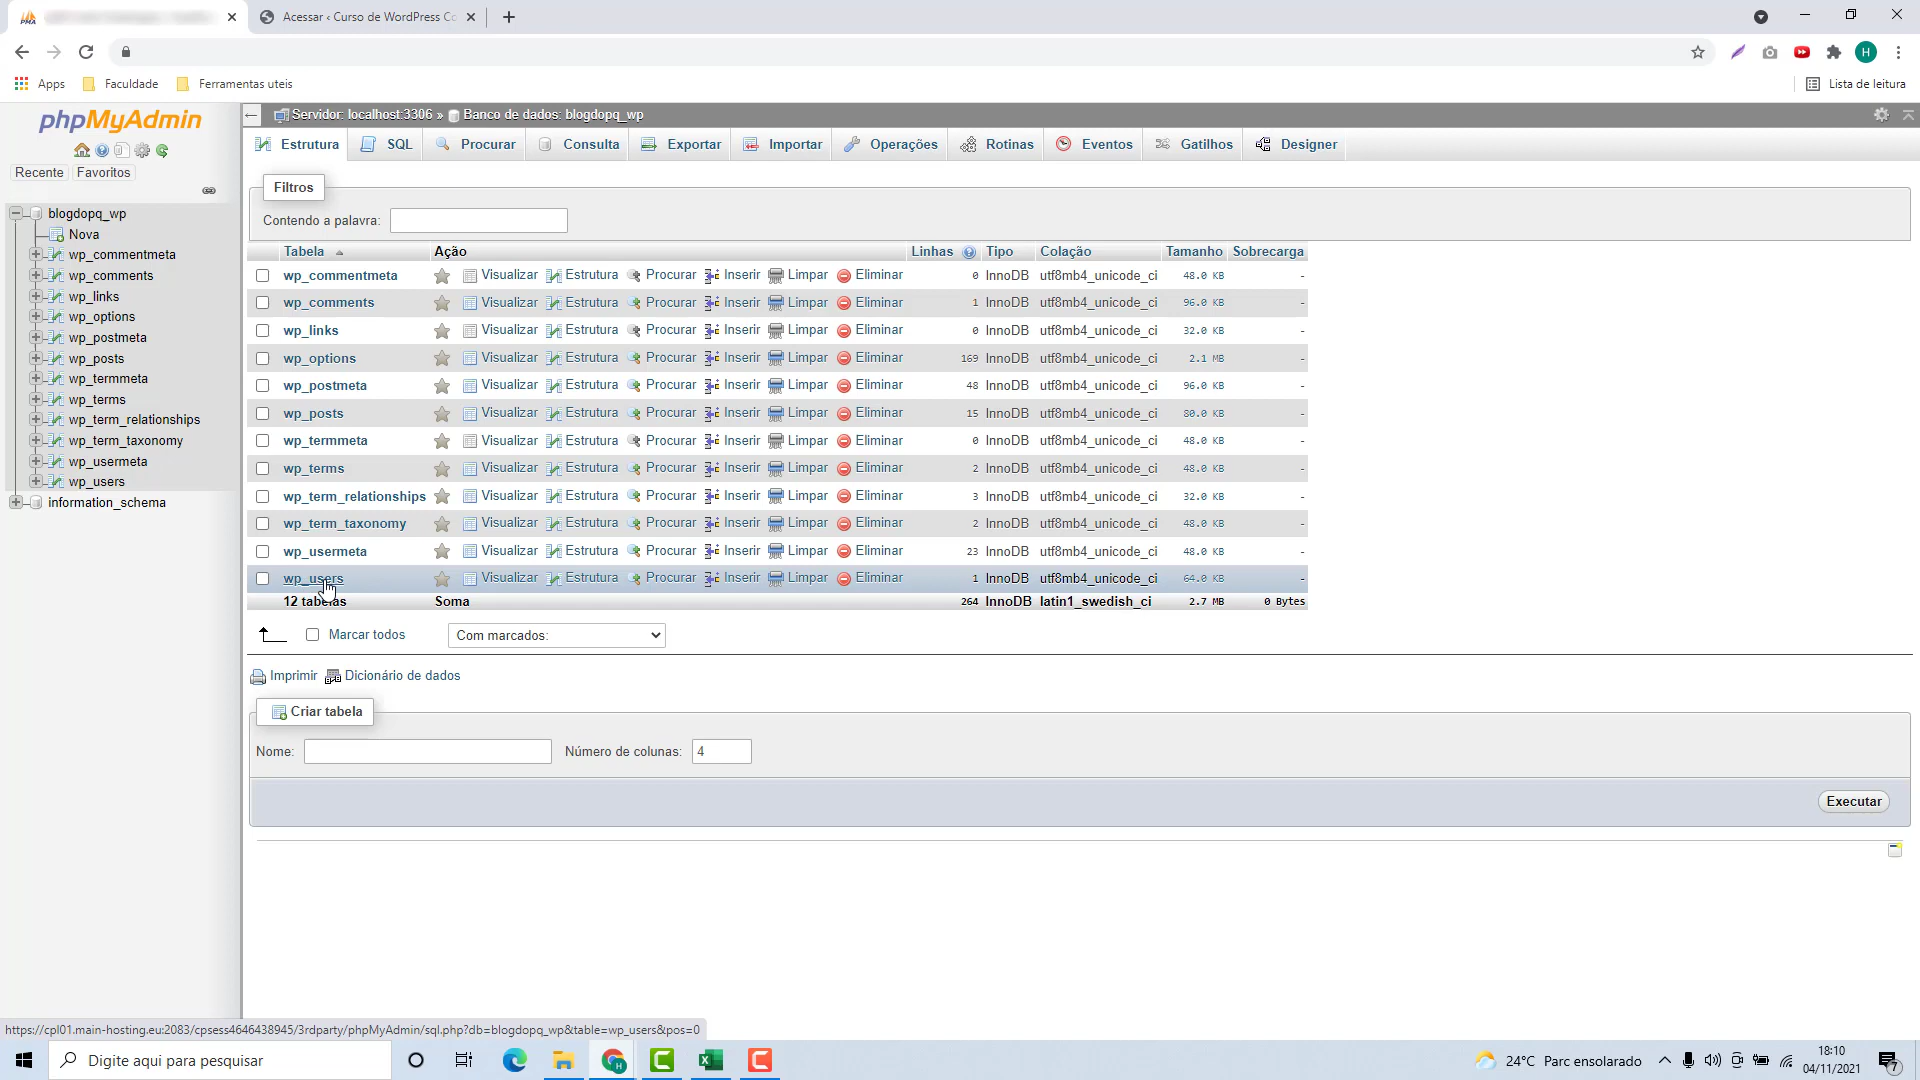 Acessar ‹ Curso de WordPress Cc
Apps
Faculdade
Ferramentas uteis
Lista de leitura
H
phpMyAdmin
Recente
Favoritos
blogdopq_wp
Nova
wp_commentmeta
wp_comments
wp_links
wp_options
wp_postmeta
wp_posts
wp_termmeta
wp_terms
wp_term_relationships
wp_term_taxonomy
wp_usermeta
wp_users
information_schema
Servidor: localhost:3306 » Banco de dados: blogdopq_wp
Estrutura SQL Procurar Consulta Exportar Importar Operações Rotinas Eventos Gatilhos Designer
Filtros
Contendo a palavra:
Tabela Ação Linhas Tipo Colação Tamanho Sobrecarga
wp_commentmeta Visualizar Estrutura Procurar Inserir Limpar Eliminar 0 InnoDB utf8mb4_unicode_ci 48.0 KB -
wp_comments Visualizar Estrutura Procurar Inserir Limpar Eliminar 1 InnoDB utf8mb4_unicode_ci 96.0 KB -
wp_links Visualizar Estrutura Procurar Inserir Limpar Eliminar 0 InnoDB utf8mb4_unicode_ci 32.0 KB -
wp_options Visualizar Estrutura Procurar Inserir Limpar Eliminar 169 InnoDB utf8mb4_unicode_ci 2.1 MB -
wp_postmeta Visualizar Estrutura Procurar Inserir Limpar Eliminar 48 InnoDB utf8mb4_unicode_ci 96.0 KB -
wp_posts Visualizar Estrutura Procurar Inserir Limpar Eliminar 15 InnoDB utf8mb4_unicode_ci 80.0 KB -
wp_termmeta Visualizar Estrutura Procurar Inserir Limpar Eliminar 0 InnoDB utf8mb4_unicode_ci 48.0 KB -
wp_terms Visualizar Estrutura Procurar Inserir Limpar Eliminar 2 InnoDB utf8mb4_unicode_ci 48.0 KB -
wp_term_relationships Visualizar Estrutura Procurar Inserir Limpar Eliminar 3 InnoDB utf8mb4_unicode_ci 32.0 KB -
wp_term_taxonomy Visualizar Estrutura Procurar Inserir Limpar Eliminar 2 InnoDB utf8mb4_unicode_ci 48.0 KB -
wp_usermeta Visualizar Estrutura Procurar Inserir Limpar Eliminar 23 InnoDB utf8mb4_unicode_ci 48.0 KB -
wp_users Visualizar Estrutura Procurar Inserir Limpar Eliminar 1 InnoDB utf8mb4_unicode_ci 64.0 KB -
12 tabelas Soma 264 InnoDB latin1_swedish_ci 2.7 MB 0 Bytes
Marcar todos Com marcados:
Imprimir Dicionário de dados
Criar tabela
Nome: Número de colunas: 4
Executar
https://cpl01.main-hosting.eu:2083/cpsess4646438945/3rdparty/phpMyAdmin/sql.php?db=blogdopq_wp&table=wp_users&pos=0
Digite aqui para pesquisar
24°C Parc ensolarado
18:10
04/11/2021
7